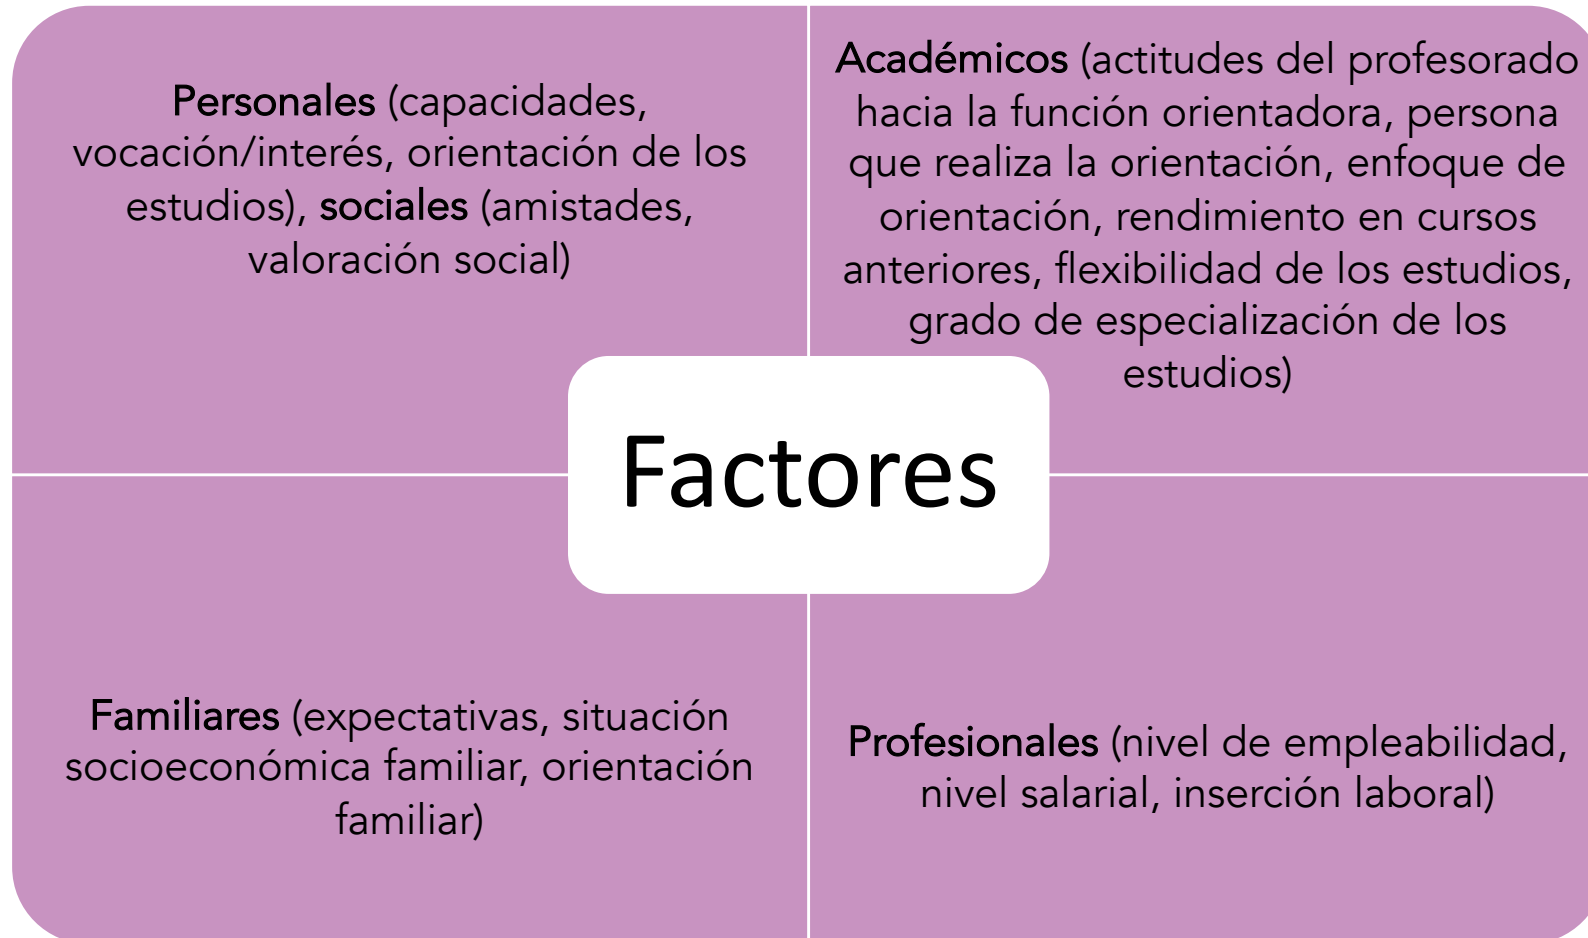 Personales (capacidades,
vocación/interés, orientación de los
estudios), sociales (amistades,
valoración social)
Académicos (actitudes del profesorado
hacia la función orientadora, persona
que realiza la orientación, enfoque de
orientación, rendimiento en cursos
anteriores, flexibilidad de los estudios,
grado de especialización de los
estudios)
Factores
Familiares (expectativas, situación
socioeconómica familiar, orientación
familiar)
Profesionales (nivel de empleabilidad,
nivel salarial, inserción laboral)